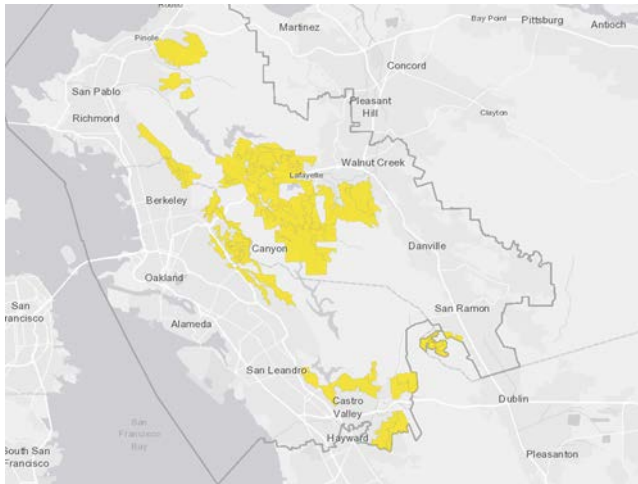 Rodeo
Martinez
Bay Point
Pittsburg
Antioch
Pinole
Concord
San Pablo
Richmond
Pleasant
Hill
Clayton
Walnut Creek
Lafayette
Berkeley
Canyon
Danville
Oakland
San
Francisco
Alameda
San Ramon
San Leandro
Castro
Valley
Dublin
San
Francisco
Bay
Hayward
South San
Francisco
Pleasanton